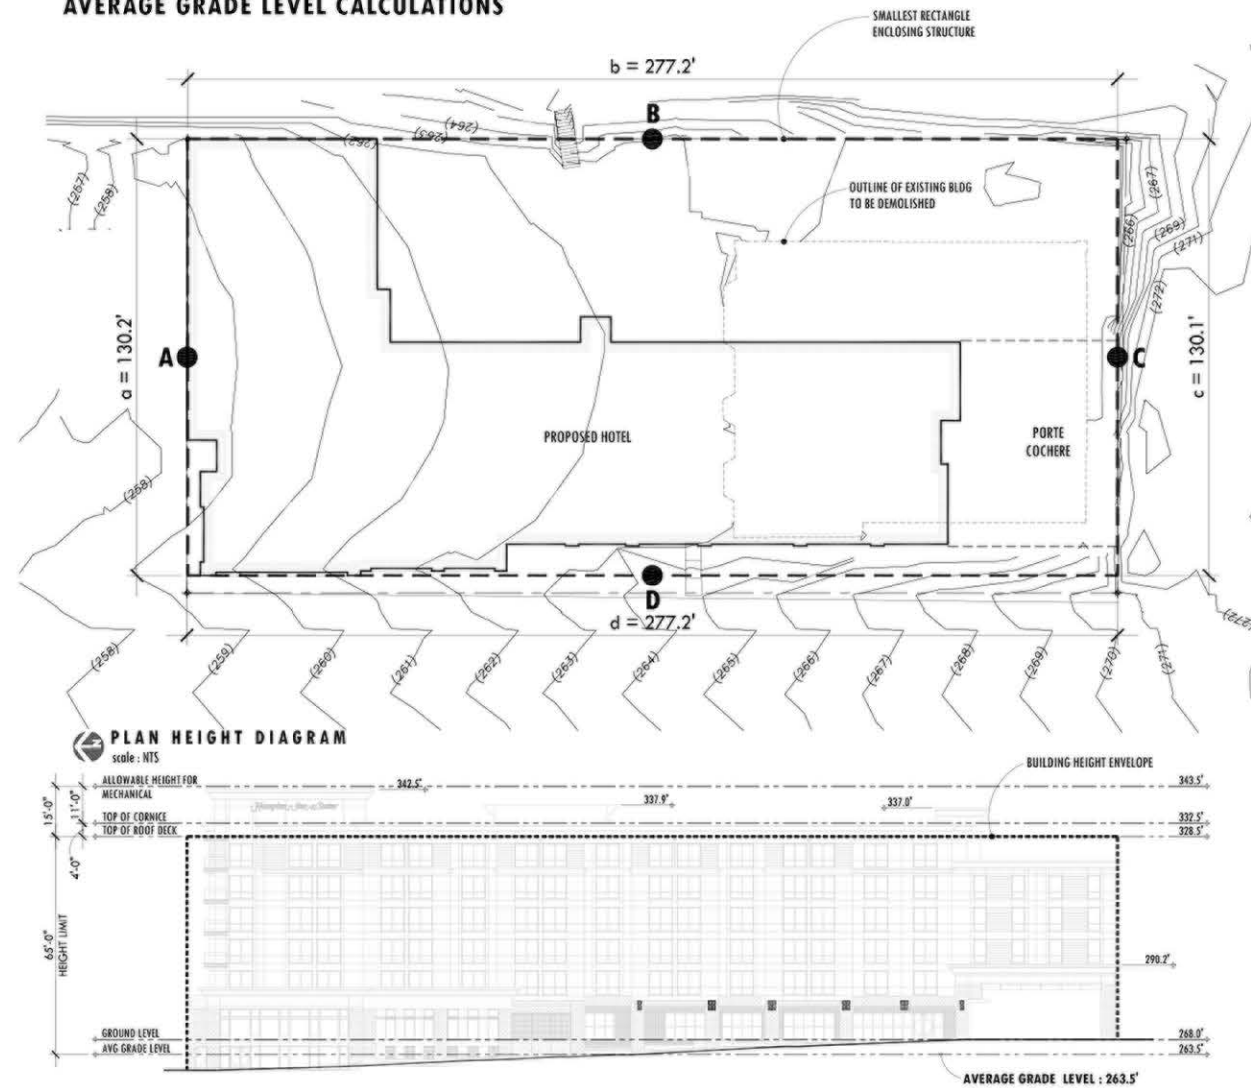 AVERAGE GRADE LEVEL CALCULATIONS
SMALLEST RECTANGLE
ENCLOSING STRUCTURE
b = 277.2'
B
(264)
(263)
(262)
(257)
(258)
OUTLINE OF EXISTING BLDG
TO BE DEMOLISHED
(267)
(266)
(269)
(271)
(272)
a = 130.2'
A
C
c = 130.1'
PROPOSED HOTEL
PORTE
COCHERE
(258)
D
d = 277.2'
(258)
(259)
(260)
(261)
(262)
(263)
(264)
(265)
(266)
(267)
(268)
(269)
(270)
(271)
(272)
PLAN HEIGHT DIAGRAM
scale : NTS
BUILDING HEIGHT ENVELOPE
ALLOWABLE HEIGHT FOR
MECHANICAL
342.5'
343.5'
337.9'
337.0'
15'-0"
11'-0"
TOP OF CORNICE
332.5'
TOP OF ROOF DECK
328.5'
4'-0"
65'-0"
HEIGHT LIMIT
290.2'
GROUND LEVEL
268.0'
AVG GRADE LEVEL
263.5'
AVERAGE GRADE LEVEL : 263.5'